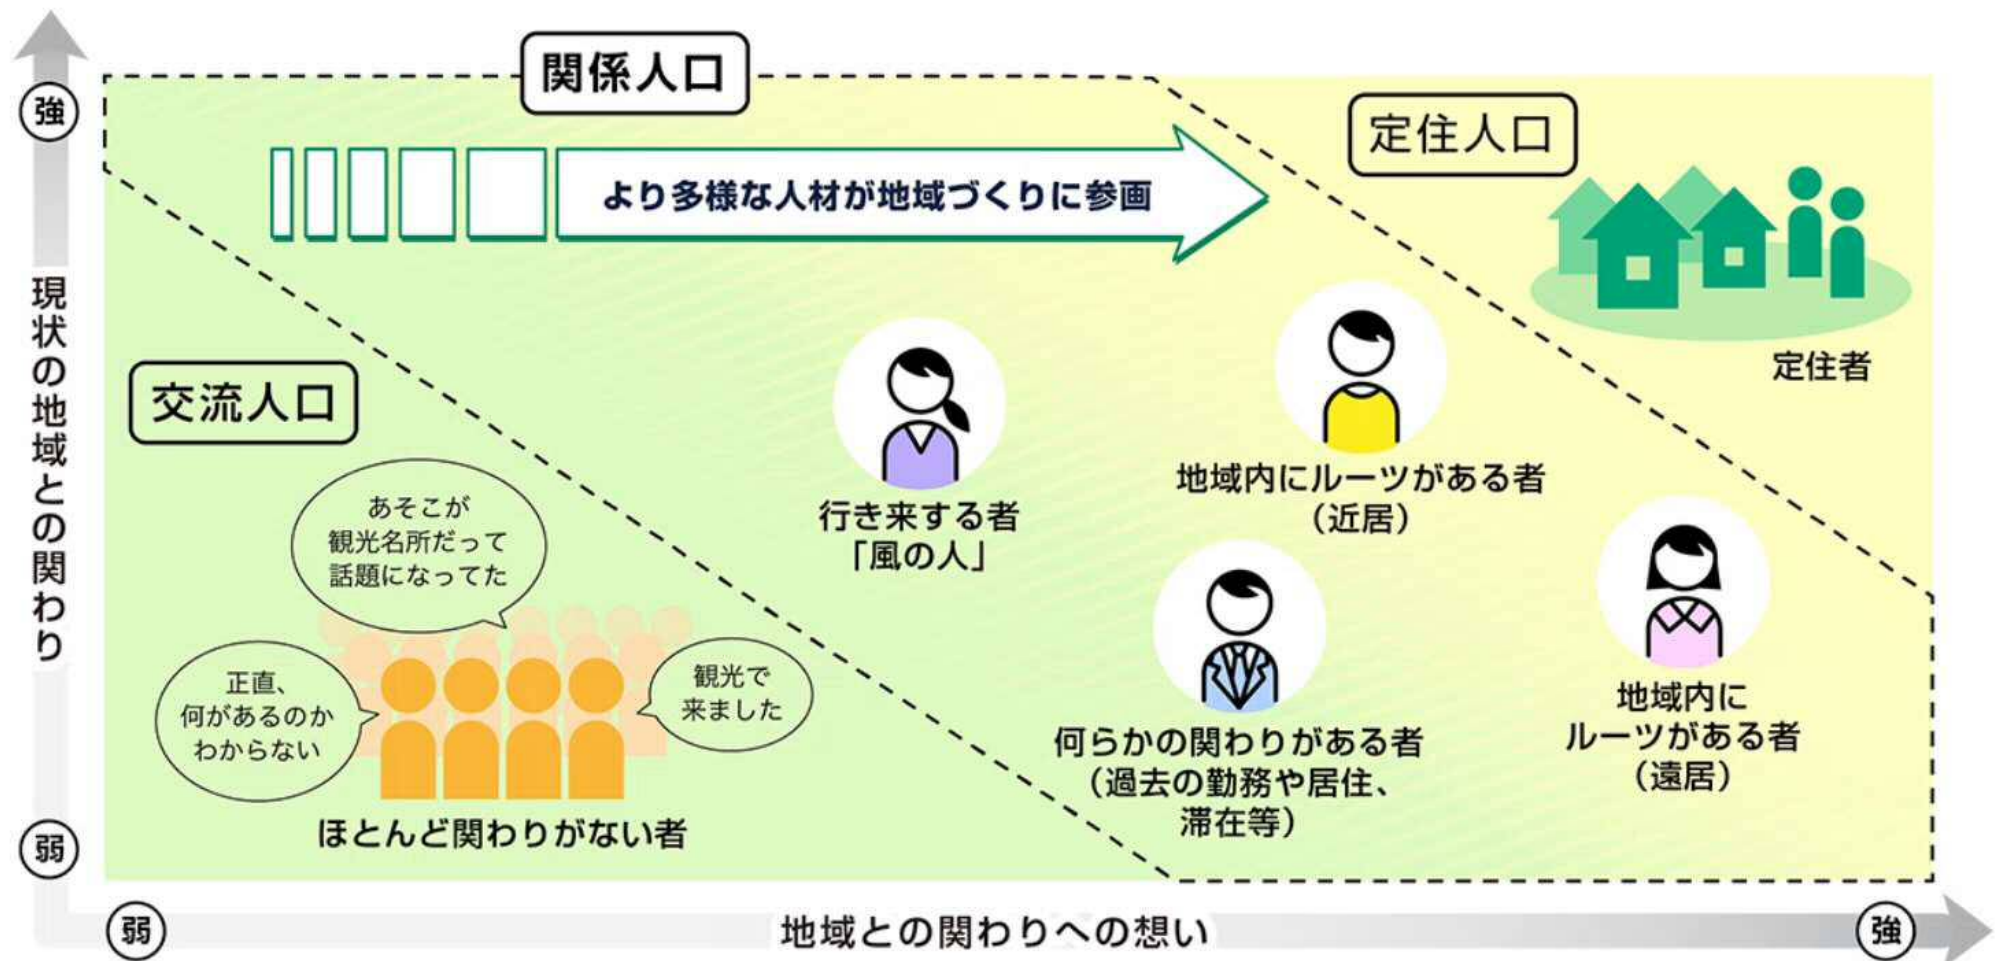 関係人口
強
定住人口
より多様な人材が地域づくりに参画
定住者
現状の地域との関わり
交流人口
行き来する者
「風の人」
地域内にルーツがある者
(近居)
あそこが
観光名所だって
話題になってた
正直、
何があるのか
わからない
観光で
来ました
ほとんど関わりがない者
何らかの関わりがある者
(過去の勤務や居住、
滞在等)
地域内に
ルーツがある者
(遠居)
弱
弱
地域との関わりへの想い
強